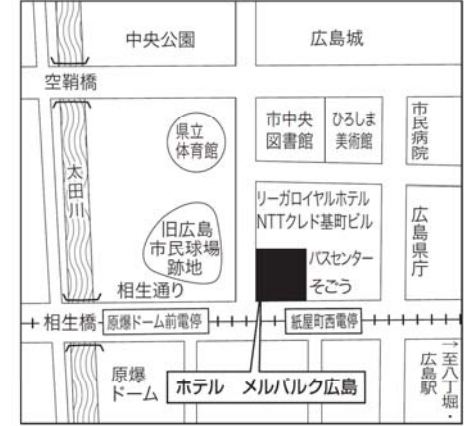 中央公園
広島城
空鞘橋
県立
体育館
市中央
図書館
ひろしま
美術館
市民病院
太田川
旧広島
市民球場
跡地
リーガロイヤルホテル
NTTクレド基町ビル
バスセンター
そごう
広島県庁
相生通り
相生橋
原爆ドーム前電停
紙屋町西電停
原爆
ドーム
ホテル メルパルク広島
→至八丁堀・
広島駅